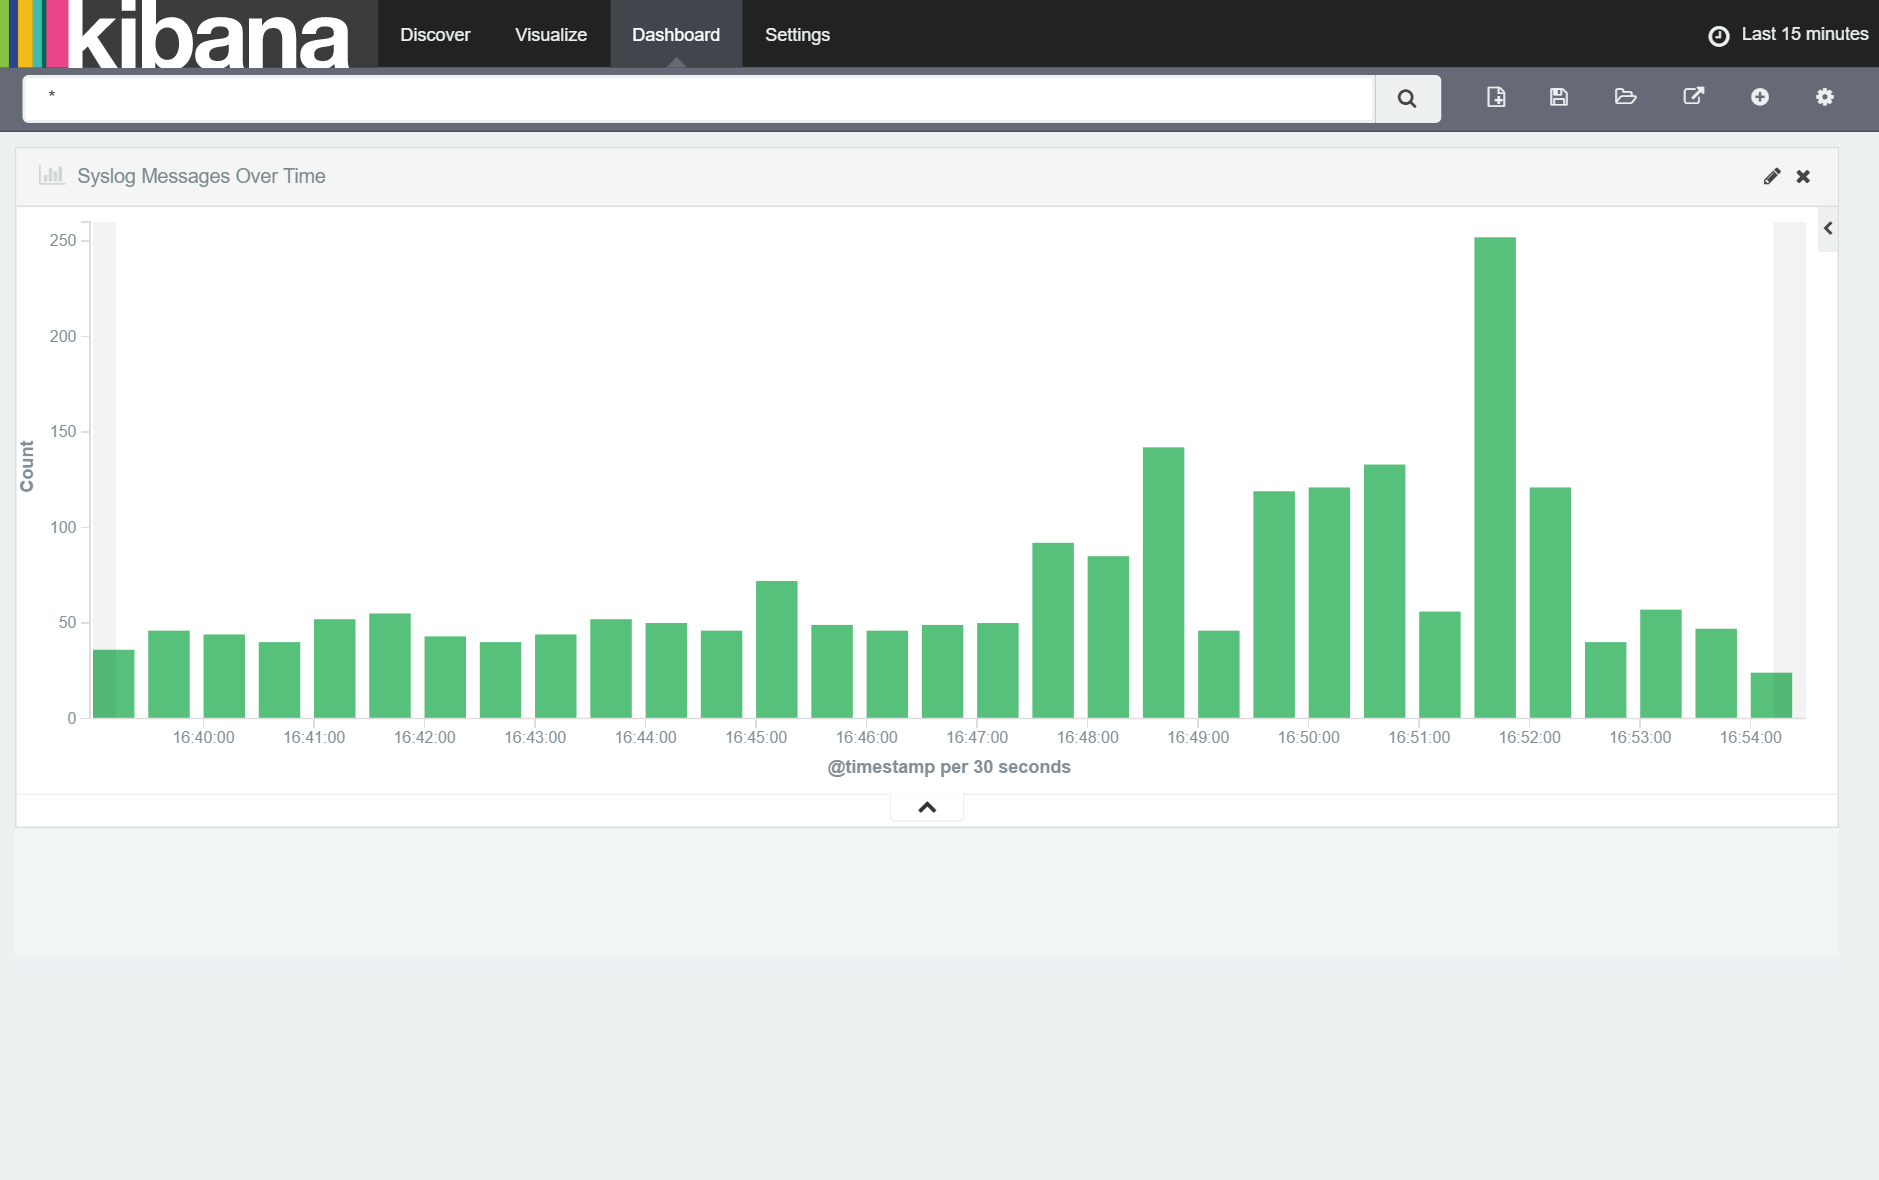 kibana
Discover Visualize Dashboard Settings Last 15 minutes
*
Syslog Messages Over Time
250
200
150
100
50
0
Count
16:40:00 16:41:00 16:42:00 16:43:00 16:44:00 16:45:00 16:46:00 16:47:00 16:48:00 16:49:00 16:50:00 16:51:00 16:52:00 16:53:00 16:54:00
@timestamp per 30 seconds